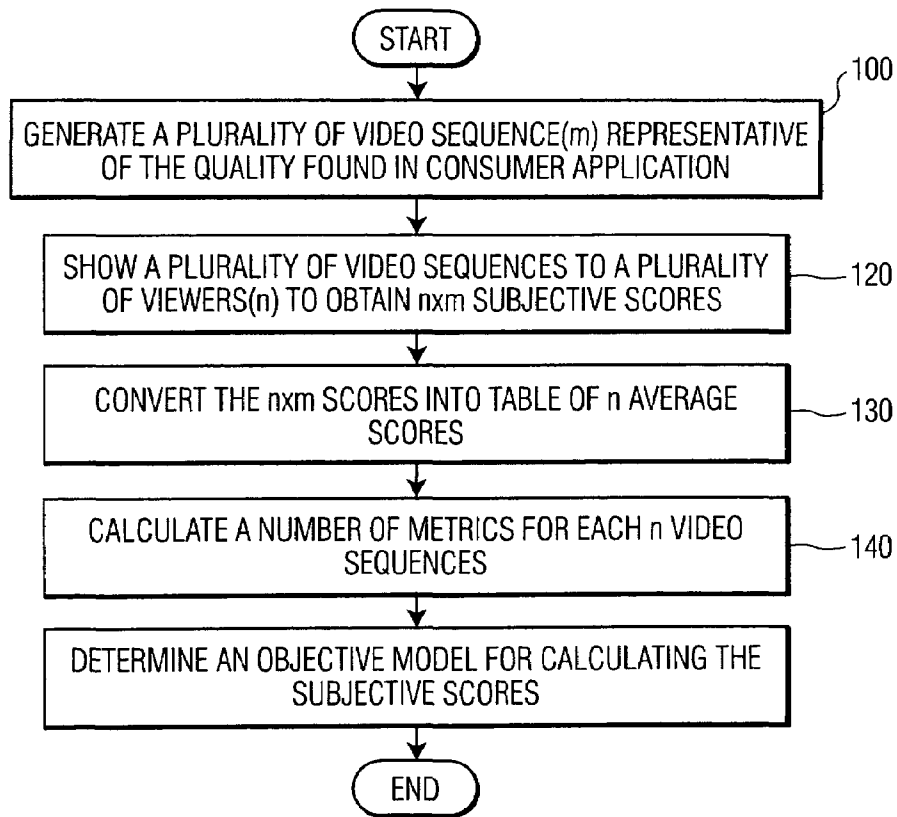 START
100
GENERATE A PLURALITY OF VIDEO SEQUENCE(m) REPRESENTATIVE
OF THE QUALITY FOUND IN CONSUMER APPLICATION
SHOW A PLURALITY OF VIDEO SEQUENCES TO A PLURALITY
OF VIEWERS(n) TO OBTAIN nxm SUBJECTIVE SCORES
120
CONVERT THE nxm SCORES INTO TABLE OF n AVERAGE
SCORES
130
CALCULATE A NUMBER OF METRICS FOR EACH n VIDEO
SEQUENCES
140
DETERMINE AN OBJECTIVE MODEL FOR CALCULATING THE
SUBJECTIVE SCORES
END